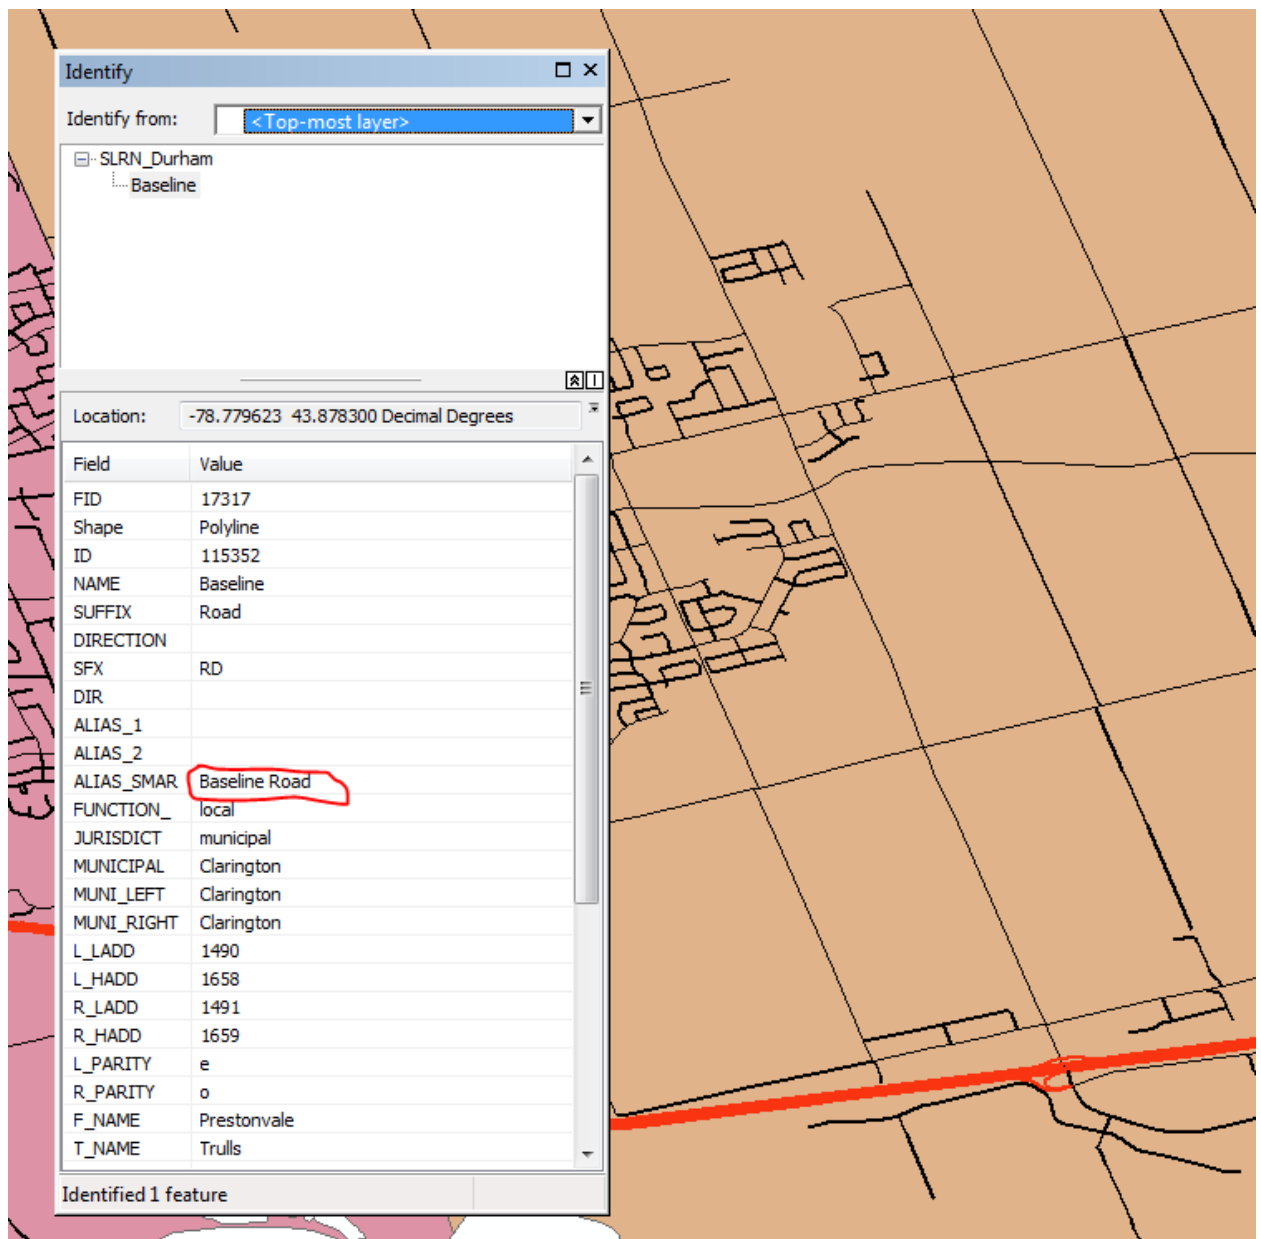 Identify
Identify from: <Top-most layer>
SLRN_Durham
Baseline
Location: -78.779623 43.878300 Decimal Degrees
Field Value
FID 17317
Shape Polyline
ID 115352
NAME Baseline
SUFFIX Road
DIRECTION
SFX RD
DIR
ALIAS_1
ALIAS_2
ALIAS_SMAR Baseline Road
FUNCTION_ local
JURISDICT municipal
MUNICIPAL Clarington
MUNI_LEFT Clarington
MUNI_RIGHT Clarington
L_LADD 1490
L_HADD 1658
R_LADD 1491
R_HADD 1659
L_PARITY e
R_PARITY o
F_NAME Prestonvale
T_NAME Trulls
Identified 1 feature